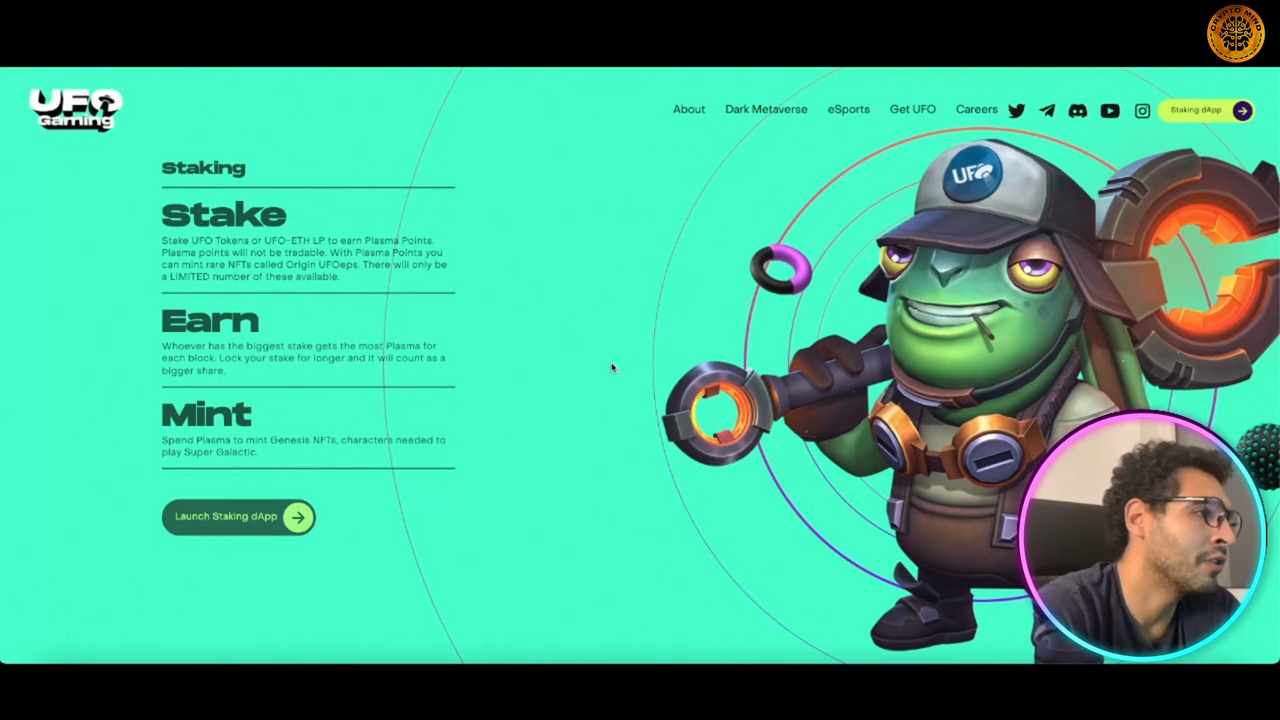 CRYPTO MIND
UFO
Gaming
About Dark Metaverse eSports Get UFO Careers Staking dApp
Staking
Stake
Stake UFO Tokens or UFO-ETH LP to earn Plasma Points.
Plasma points will not be tradable. With Plasma Points you
can mint rare NFTs called Origin UFOeps. There will only be
a LIMITED number of these available.
Earn
Whoever has the biggest stake gets the most Plasma for
each block. Lock your stake for longer and it will count as a
bigger share.
Mint
Spend Plasma to mint Genesis NFTs, characters needed to
play Super Galactic.
Launch Staking dApp
UFO